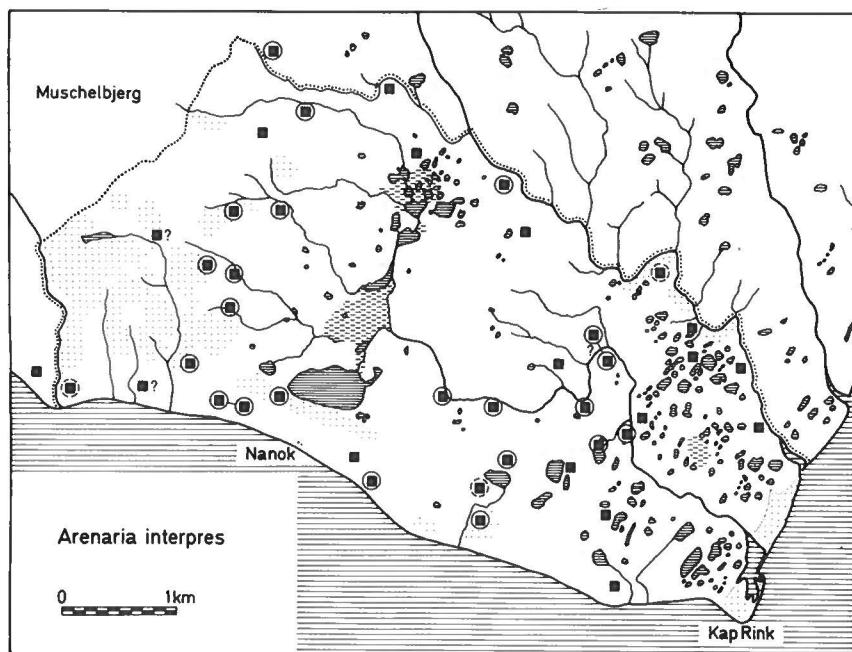 Muschelbjerg
?
?
?
Nanok
Arenaria interpres
0 1km
Kap Rink